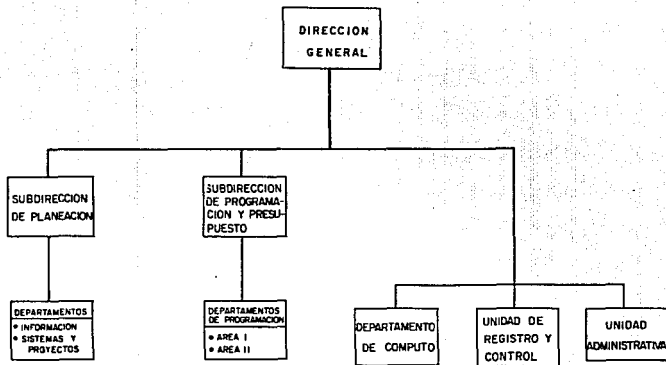 DIRECCION
GENERAL
SUBDIRECCION
DE PLANEACION
SUBDIRECCION
DE PROGRAMA-
CION Y PRESU-
PUESTO
DEPARTAMENTOS
• INFORMACION
• SISTEMAS Y
PROYECTOS
DEPARTAMENTOS
DE PROGRAMACION
• AREA I
• AREA II
DEPARTAMENTO
DE COMPUTO
UNIDAD DE
REGISTRO Y
CONTROL
UNIDAD
ADMINISTRATIVA